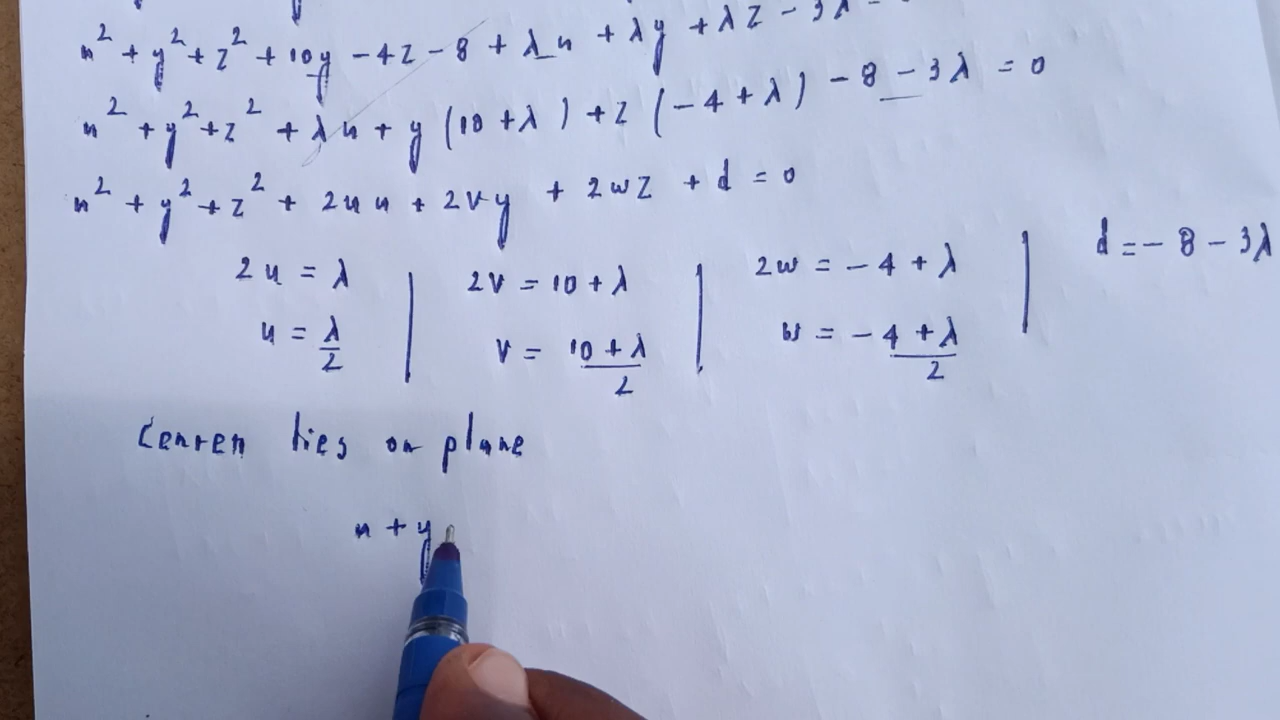 x² + y² + z² + 10y - 4z - 8 + λx + λy + λz - 3λ =
x² + y² + z² + λx + y (10 + λ) + z (-4 + λ) - 8 - 3λ = 0
x² + y² + z² + 2ux + 2vy + 2wz + d = 0
2u = λ | 2v = 10 + λ | 2w = -4 + λ | d = -8 - 3λ
u = λ/2 | v = 10 + λ/2 | w = -4 + λ/2
Center lies on plane
x + y